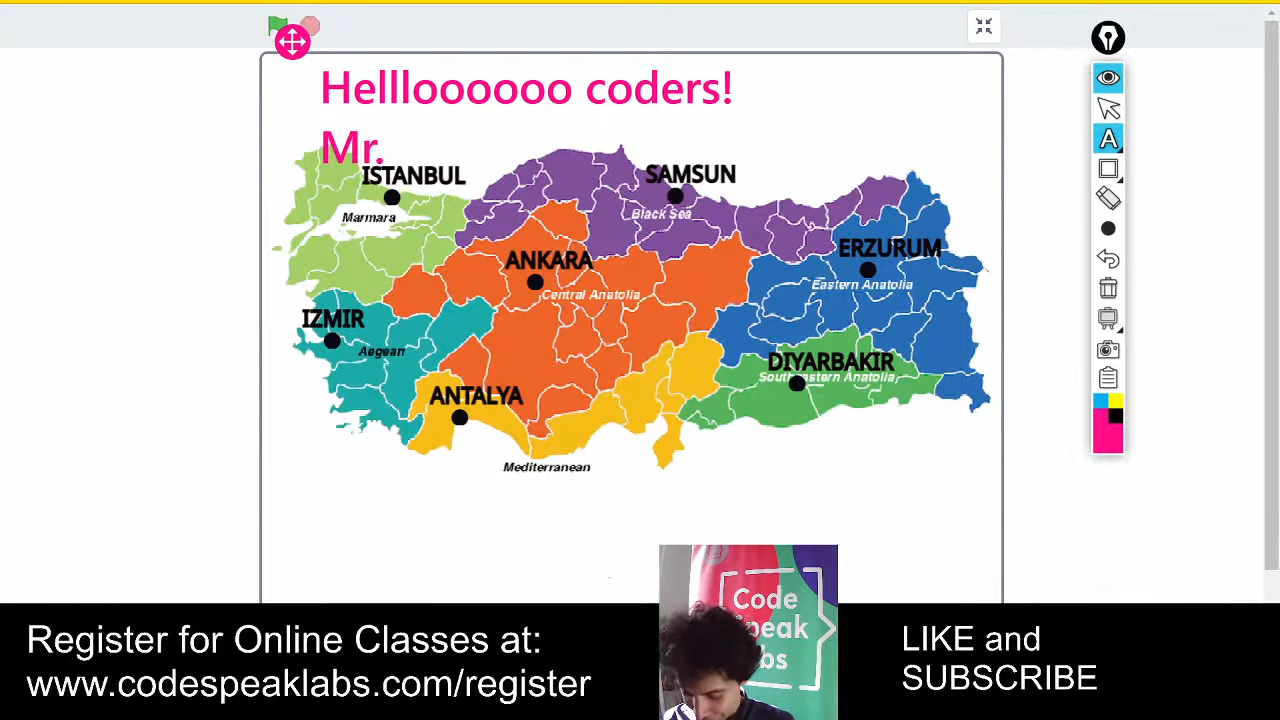 Hellloooooo coders!
Mr.
ISTANBUL
SAMSUN
Marmara
Black Sea
ERZURUM
ANKARA
Eastern Anatolia
Central Anatolia
IZMIR
Aegean
DIYARBAKIR
Southeastern Anatolia
ANTALYA
Mediterranean
A
Code
Speak
Labs
Register for Online Classes at:
www.codespeaklabs.com/register
LIKE and
SUBSCRIBE